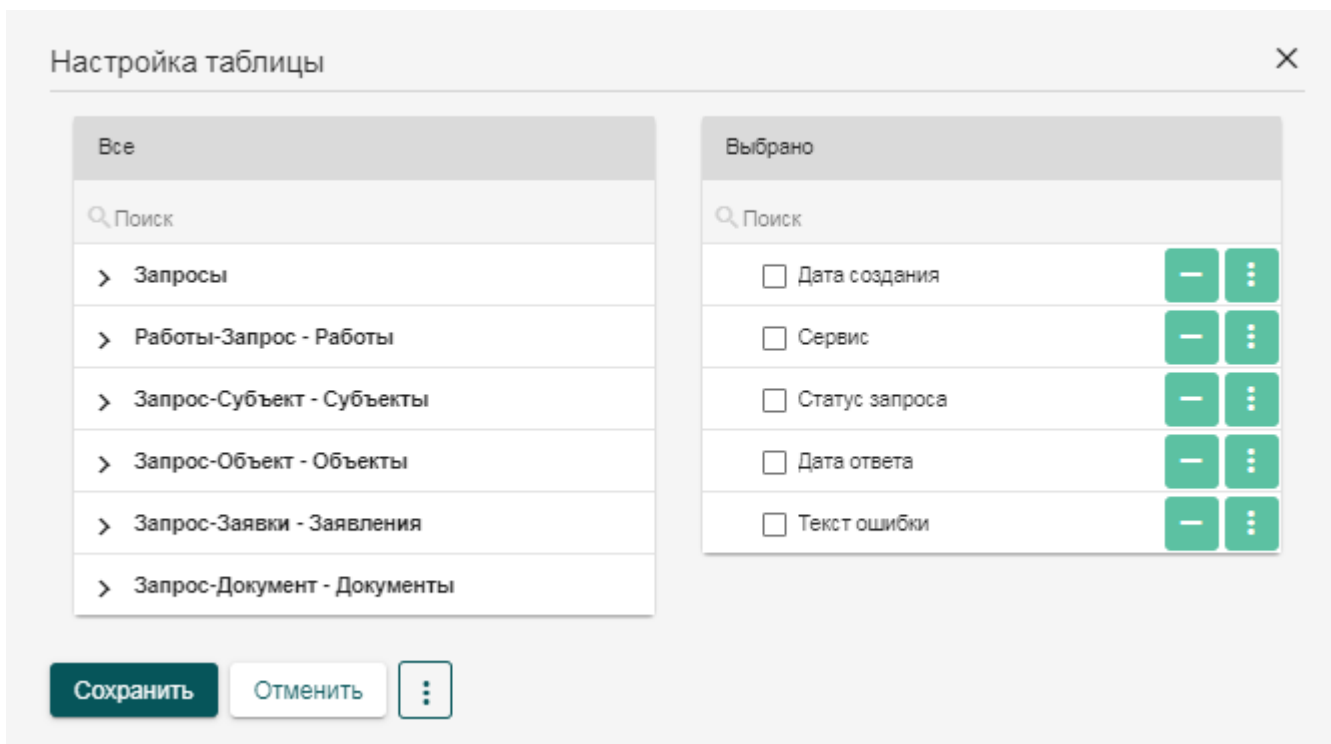 Настройка таблицы
Все
Поиск
Запросы
Работы-Запрос - Работы
Запрос-Субъект - Субъекты
Запрос-Объект - Объекты
Запрос-Заявки - Заявления
Запрос-Документ - Документы
Выбрано
Поиск
Дата создания
Сервис
Статус запроса
Дата ответа
Текст ошибки
Сохранить
Отменить